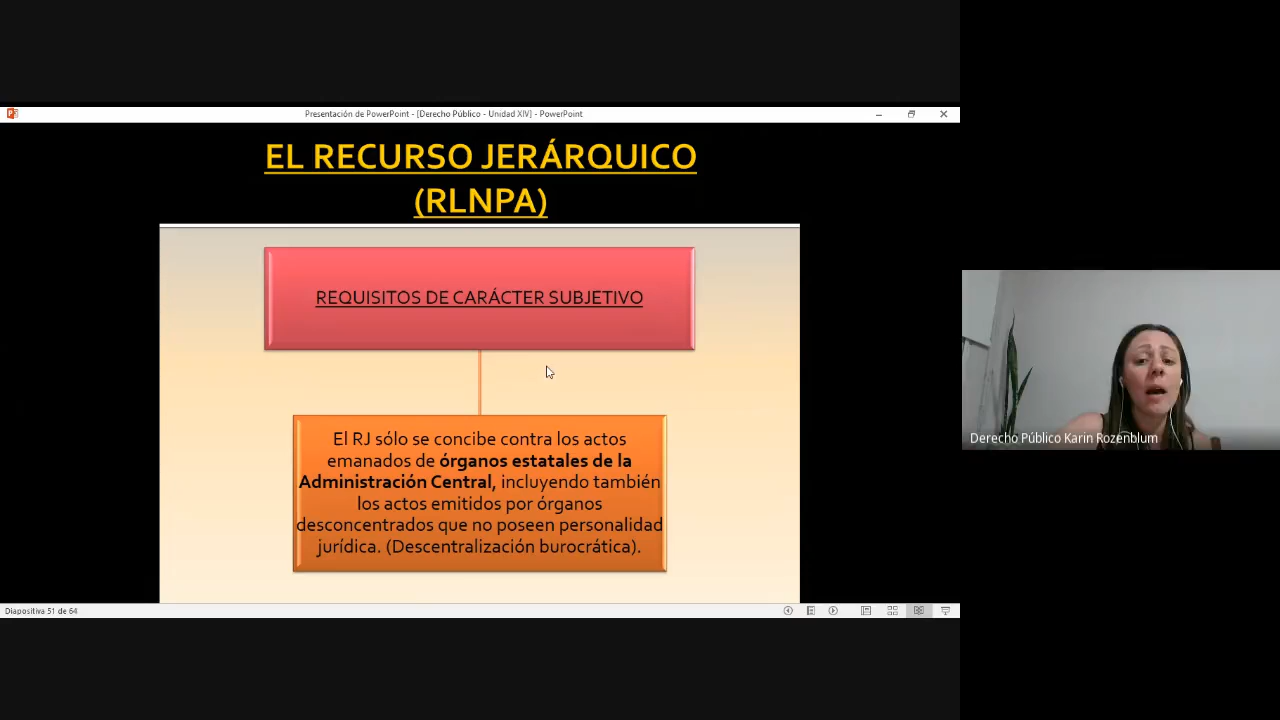 Presentación de PowerPoint - [Derecho Público - Unidad XIV] - PowerPoint
EL RECURSO JERÁRQUICO
(RLNPA)
REQUISITOS DE CARÁCTER SUBJETIVO
El RJ sólo se concibe contra los actos
emanados de órganos estatales de la
Administración Central, incluyendo también
los actos emitidos por órganos
desconcentrados que no poseen personalidad
jurídica. (Descentralización burocrática).
Derecho Público Karin Rozenblum
Diapositiva 51 de 64